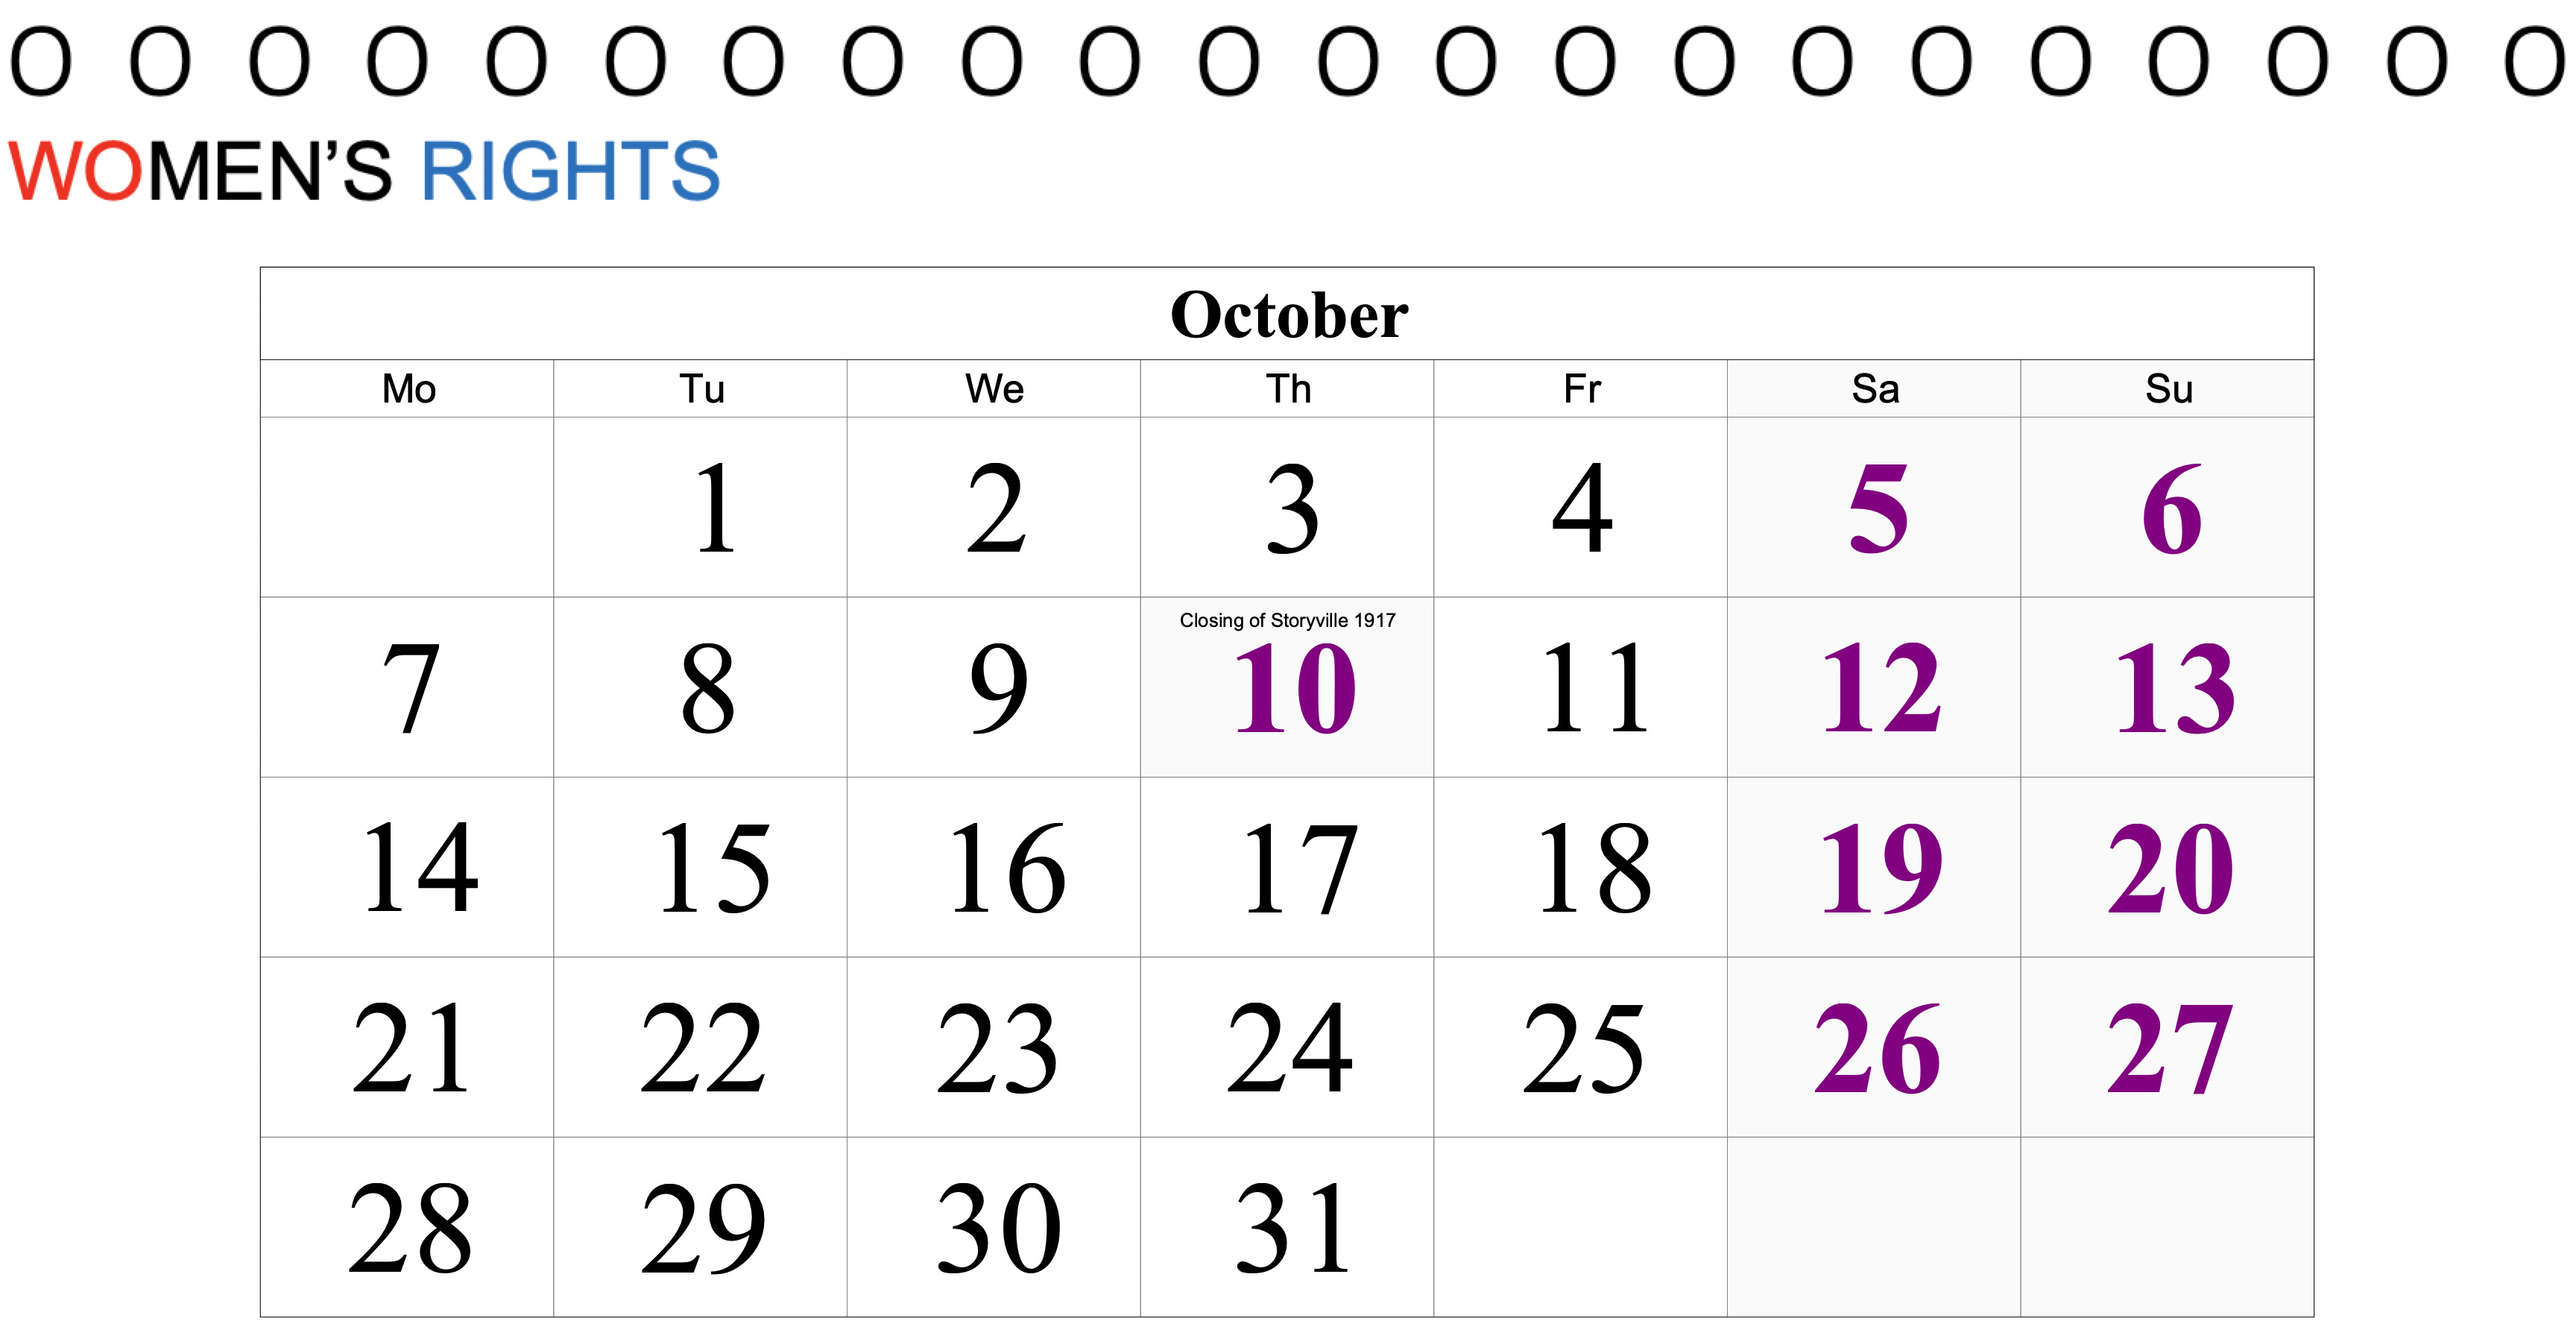 O O O O O O O O O O O O O O O O O O O O O O
WOMEN’S RIGHTS
October
Mo Tu We Th Fr Sa Su
1 2 3 4 5 6
Closing of Storyville 1917
7 8 9 10 11 12 13
14 15 16 17 18 19 20
21 22 23 24 25 26 27
28 29 30 31